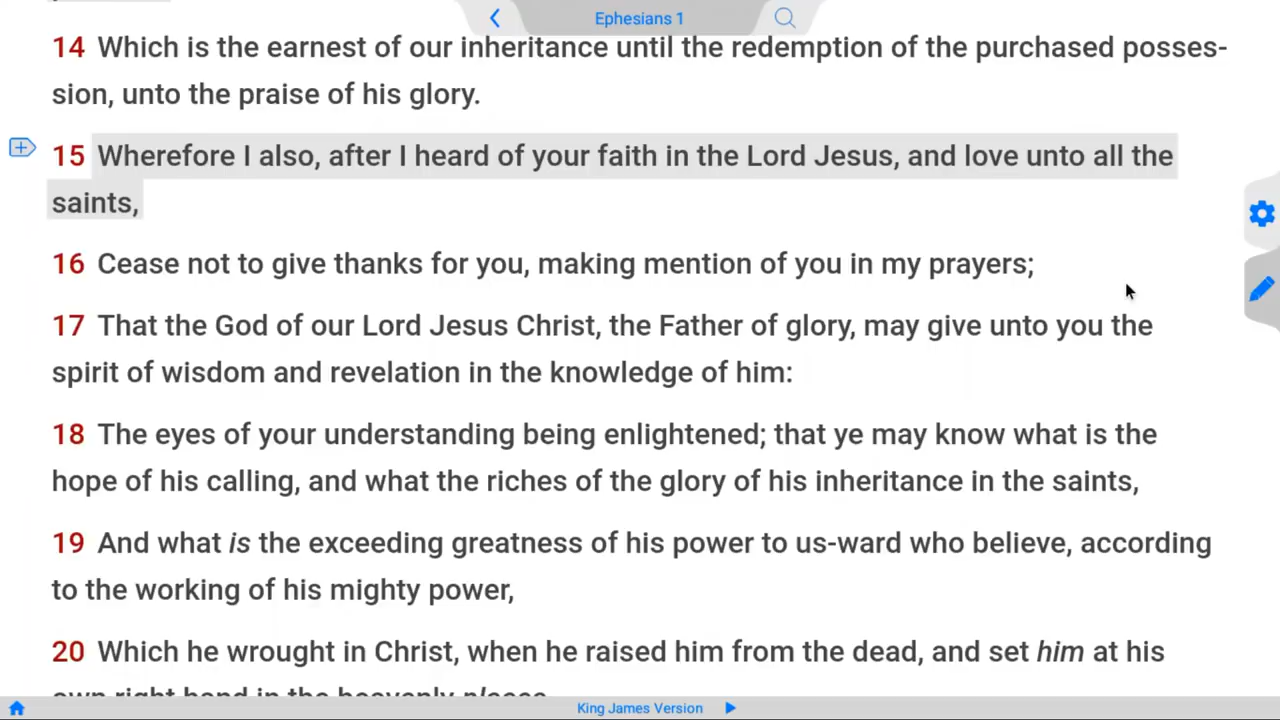 Ephesians 1
14 Which is the earnest of our inheritance until the redemption of the purchased posses-
sion, unto the praise of his glory.
15 Wherefore I also, after I heard of your faith in the Lord Jesus, and love unto all the
saints,
16 Cease not to give thanks for you, making mention of you in my prayers;
17 That the God of our Lord Jesus Christ, the Father of glory, may give unto you the
spirit of wisdom and revelation in the knowledge of him:
18 The eyes of your understanding being enlightened; that ye may know what is the
hope of his calling, and what the riches of the glory of his inheritance in the saints,
19 And what is the exceeding greatness of his power to us-ward who believe, according
to the working of his mighty power,
20 Which he wrought in Christ, when he raised him from the dead, and set him at his
own right hand in the heavenly places
King James Version